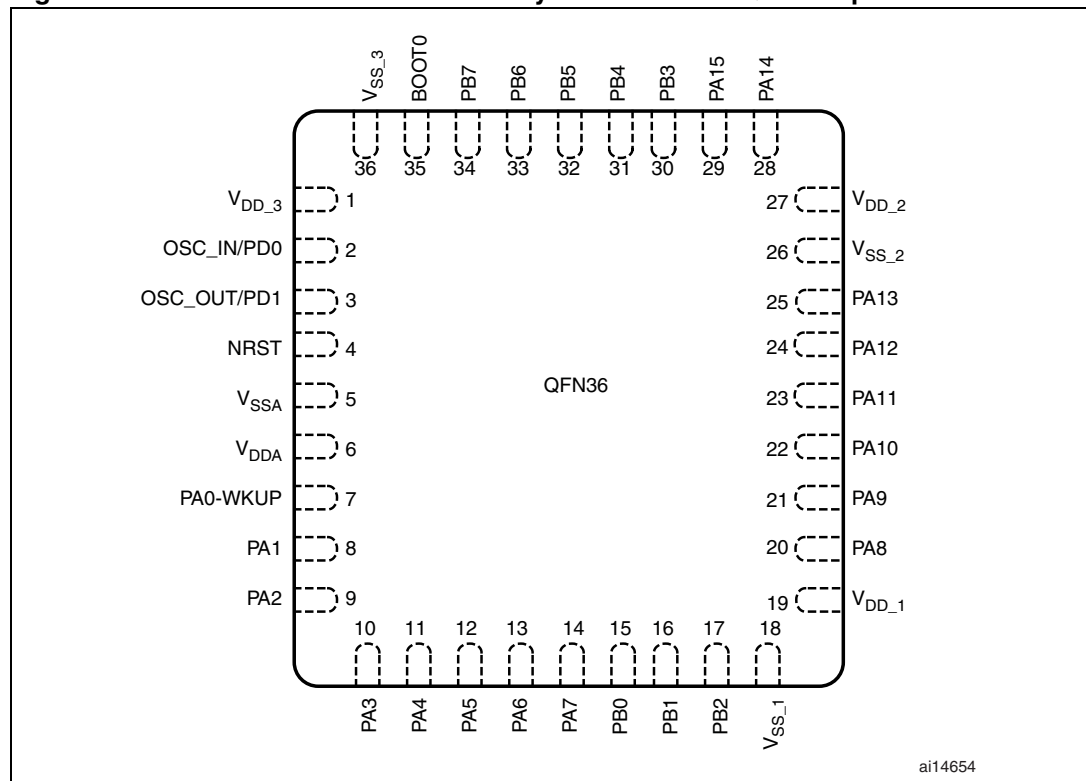 V_SS_3 BOOT0 PB7 PB6 PB5 PB4 PB3 PA15 PA14
36 35 34 33 32 31 30 29 28
V_DD_3 1
OSC_IN/PD0 2
OSC_OUT/PD1 3
NRST 4
V_SSA 5
V_DDA 6
PA0-WKUP 7
PA1 8
PA2 9
QFN36
27 V_DD_2
26 V_SS_2
25 PA13
24 PA12
23 PA11
22 PA10
21 PA9
20 PA8
19 V_DD_1
10 11 12 13 14 15 16 17 18
PA3 PA4 PA5 PA6 PA7 PB0 PB1 PB2 V_SS_1
ai14654